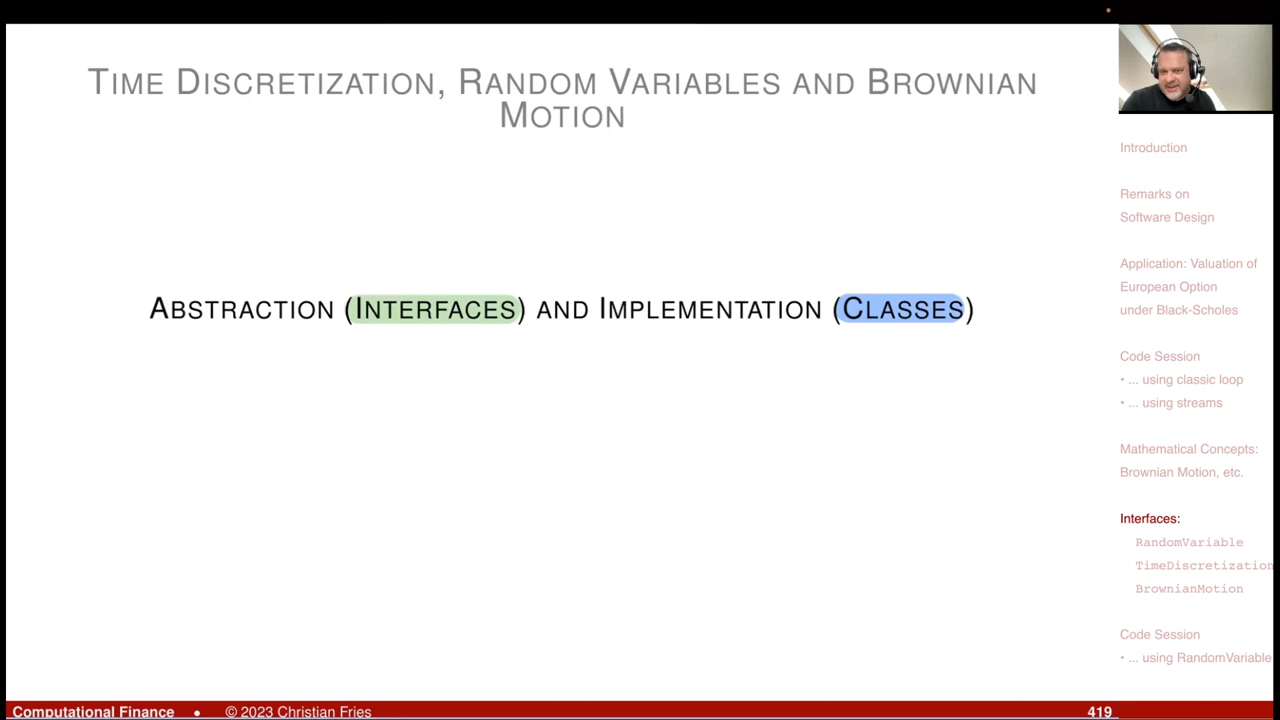 TIME DISCRETIZATION, RANDOM VARIABLES AND BROWNIAN
MOTION
ABSTRACTION (INTERFACES) AND IMPLEMENTATION (CLASSES)
Introduction
Remarks on
Software Design
Application: Valuation of
European Option
under Black-Scholes
Code Session
• ... using classic loop
• ... using streams
Mathematical Concepts:
Brownian Motion, etc.
Interfaces:
RandomVariable
TimeDiscretization
BrownianMotion
Code Session
• ... using RandomVariable
Computational Finance • © 2023 Christian Fries 419